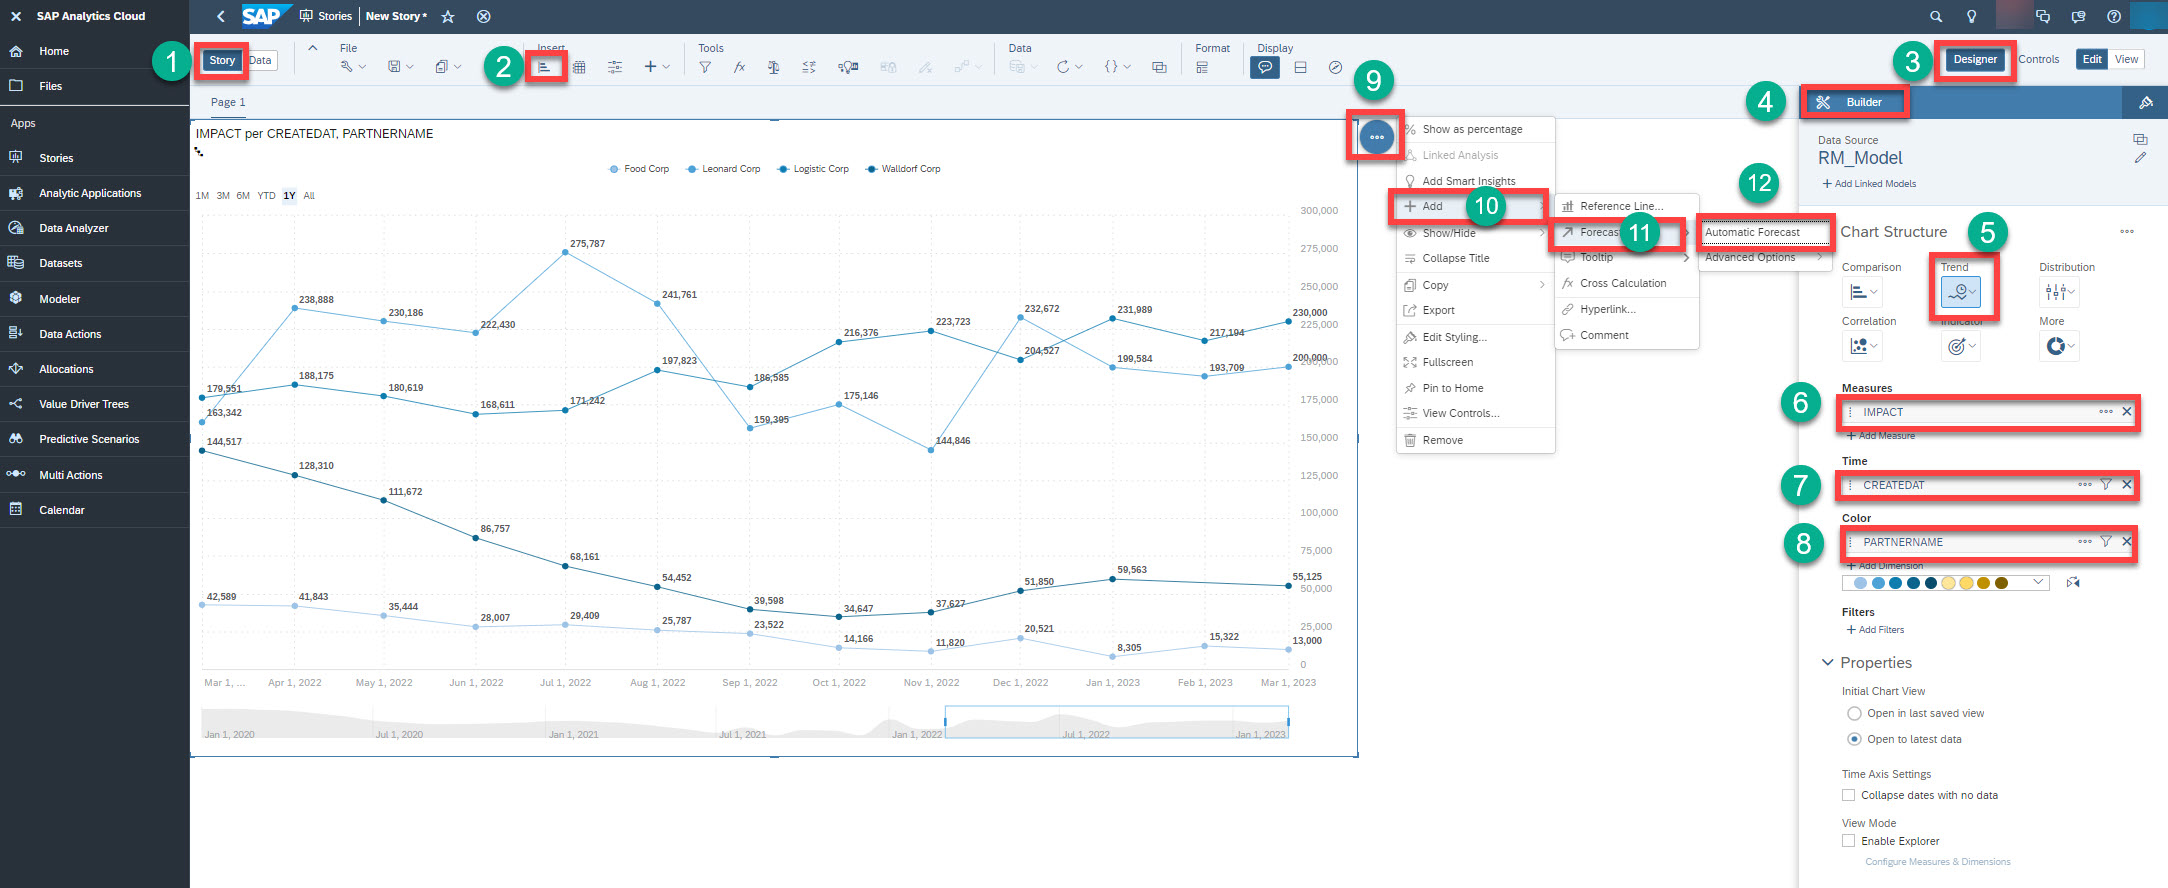 SAP Analytics Cloud
SAP
Stories
New Story *
Home
Files
Apps
Stories
Analytic Applications
Data Analyzer
Datasets
Modeler
Data Actions
Allocations
Value Driver Trees
Predictive Scenarios
Multi Actions
Calendar
1
Story
Data
File
2
Insert
Tools
Data
Format
Display
3
Designer
Controls
Edit
View
Page 1
9
4
Builder
IMPACT per CREATEDAT, PARTNERNAME
Food Corp
Leonard Corp
Logistic Corp
Walldorf Corp
1M 3M 6M YTD 1Y All
300,000
275,000
250,000
225,000
200,000
175,000
150,000
125,000
100,000
75,000
50,000
25,000
0
179,551
163,342
144,517
42,589
238,888
188,175
128,310
41,843
230,186
180,619
111,672
35,444
222,430
168,611
86,757
28,007
275,787
171,242
68,161
29,409
241,761
197,823
54,452
25,787
186,585
159,395
39,598
23,522
216,376
175,146
34,647
14,166
223,723
144,846
37,627
11,820
232,672
204,527
51,850
20,521
231,989
199,584
59,563
8,305
217,194
193,709
15,322
230,000
200,000
55,125
13,000
Mar 1, ...
Apr 1, 2022
May 1, 2022
Jun 1, 2022
Jul 1, 2022
Aug 1, 2022
Sep 1, 2022
Oct 1, 2022
Nov 1, 2022
Dec 1, 2022
Jan 1, 2023
Feb 1, 2023
Mar 1, 2023
Jan 1, 2020
Jul 1, 2020
Jan 1, 2021
Jul 1, 2021
Jan 1, 2022
Jul 1, 2022
Jan 1, 2023
Show as percentage
Linked Analysis
Add Smart Insights
Add
10
Show/Hide
Collapse Title
Copy
Export
Edit Styling...
Fullscreen
Pin to Home
View Controls...
Remove
Reference Line...
Forecast
11
Tooltip
Cross Calculation
Hyperlink...
Comment
12
Automatic Forecast
Advanced Options
Data Source
RM_Model
Add Linked Models
Chart Structure
5
Comparison
Trend
Distribution
Correlation
Indicator
More
Measures
6
IMPACT
Add Measure
Time
7
CREATEDAT
Color
8
PARTNERNAME
Add Dimension
Filters
Add Filters
Properties
Initial Chart View
Open in last saved view
Open to latest data
Time Axis Settings
Collapse dates with no data
View Mode
Enable Explorer
Configure Measures & Dimensions